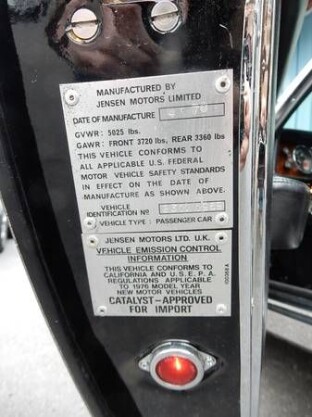 MANUFACTURED BY
JENSEN MOTORS LIMITED
DATE OF MANUFACTURE
GVWR: 5025 lbs.
GAWR: FRONT 3720 lbs, REAR 3360 lbs
THIS VEHICLE CONFORMS TO
ALL APPLICABLE U.S. FEDERAL
MOTOR VEHICLE SAFETY STANDARDS
IN EFFECT ON THE DATE OF
MANUFACTURE AS SHOWN ABOVE.
VEHICLE
IDENTIFICATION Nº
VEHICLE TYPE: PASSENGER CAR
JENSEN MOTORS LTD. U.K.
VEHICLE EMISSION CONTROL
INFORMATION
THIS VEHICLE CONFORMS TO
CALIFORNIA AND U.S.E.P.A.
REGULATIONS APPLICABLE
TO 1976 MODEL YEAR
NEW MOTOR VEHICLES
CATALYST-APPROVED
FOR IMPORT